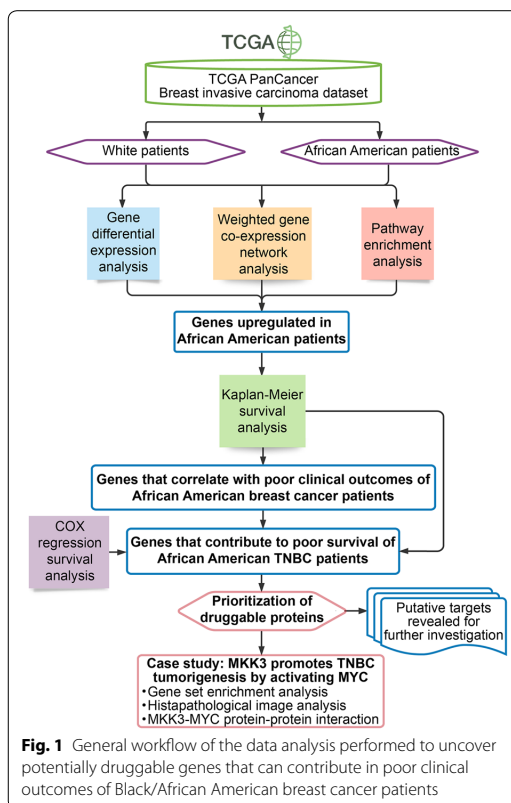 TCGA
TCGA PanCancer
Breast invasive carcinoma dataset
White patients
African American patients
Gene
differential
expression
analysis
Weighted gene
co-expression
network
analysis
Pathway
enrichment
analysis
Genes upregulated in
African American patients
Kaplan-Meier
survival
analysis
Genes that correlate with poor clinical outcomes of
African American breast cancer patients
COX
regression
survival
analysis
Genes that contribute to poor survival of
African American TNBC patients
Prioritization of
druggable proteins
Putative targets
revealed for
further investigation
Case study: MKK3 promotes TNBC
tumorigenesis by activating MYC
•Gene set enrichment analysis
•Histapathological image analysis
•MKK3-MYC protein-protein interaction
Fig. 1 General workflow of the data analysis performed to uncover
potentially druggable genes that can contribute in poor clinical
outcomes of Black/African American breast cancer patients